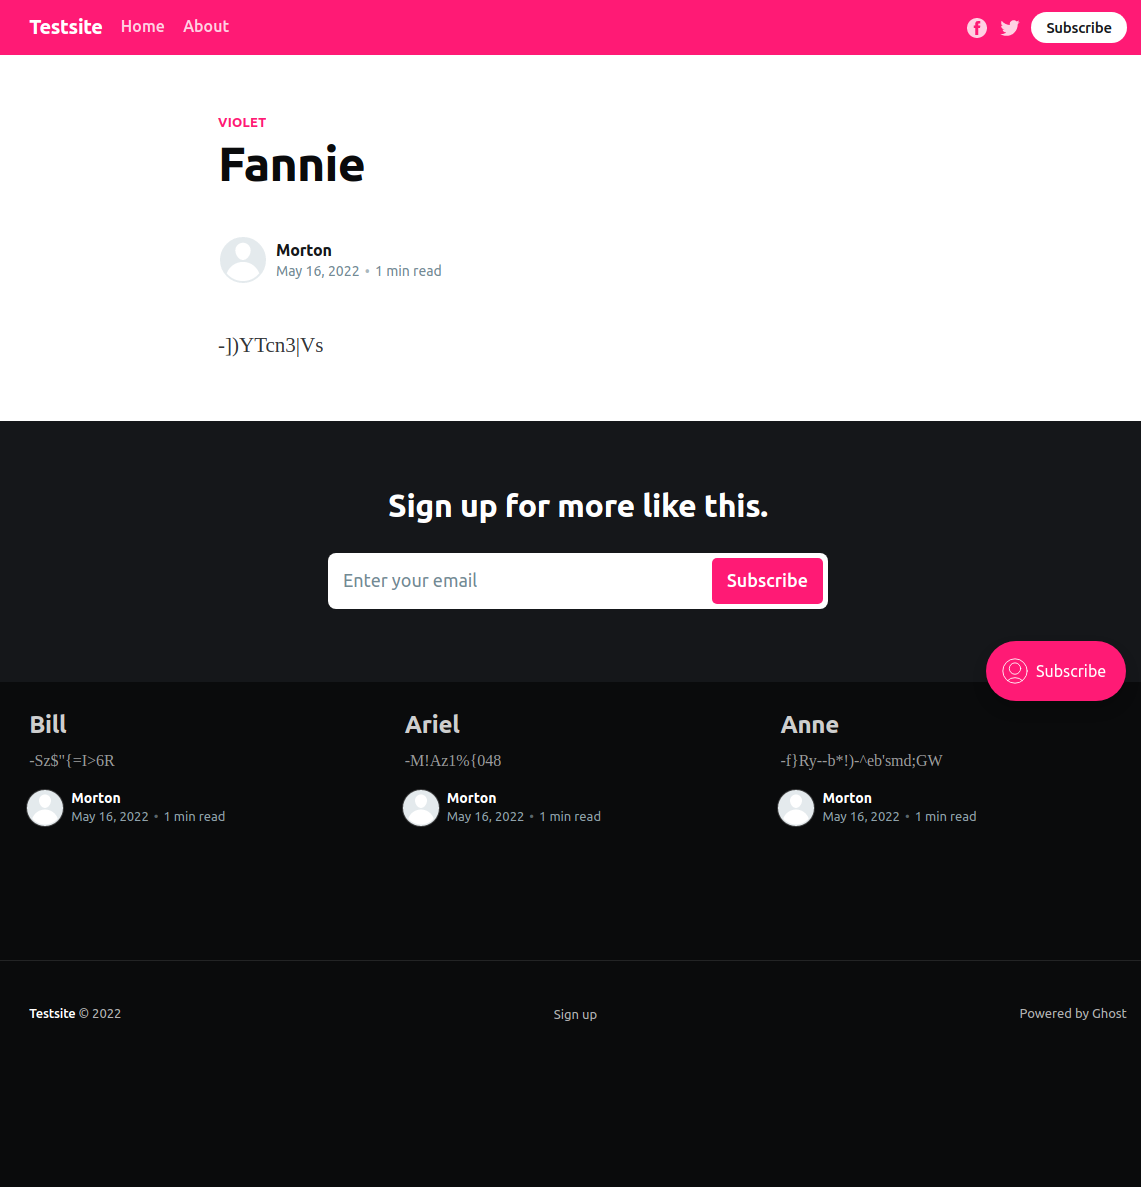 Testsite Home About Subscribe
VIOLET
Fannie
Morton
May 16, 2022 • 1 min read
-])YTcn3|Vs
Sign up for more like this.
Enter your email Subscribe
Subscribe
Bill
-Sz$"{=I>6R
Morton
May 16, 2022 • 1 min read
Ariel
-M!Az1%{048
Morton
May 16, 2022 • 1 min read
Anne
-f}Ry--b*!)-^eb'smd;GW
Morton
May 16, 2022 • 1 min read
Testsite © 2022 Sign up Powered by Ghost